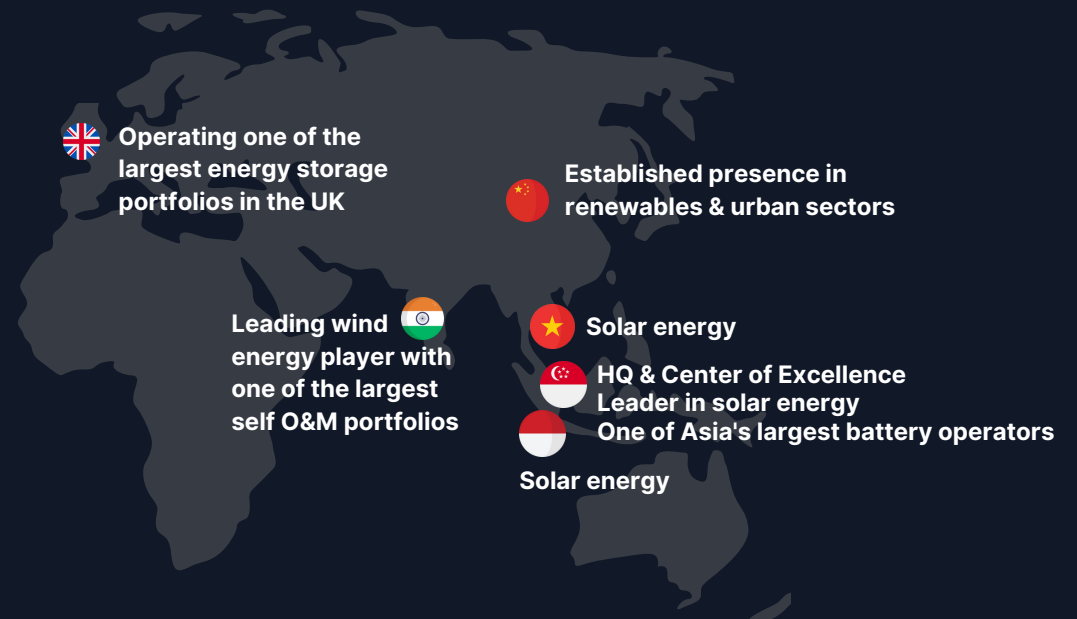 Operating one of the
largest energy storage
portfolios in the UK
Established presence in
renewables & urban sectors
Leading wind
energy player with
one of the largest
self O&M portfolios
Solar energy
HQ & Center of Excellence
Leader in solar energy
One of Asia's largest battery operators
Solar energy